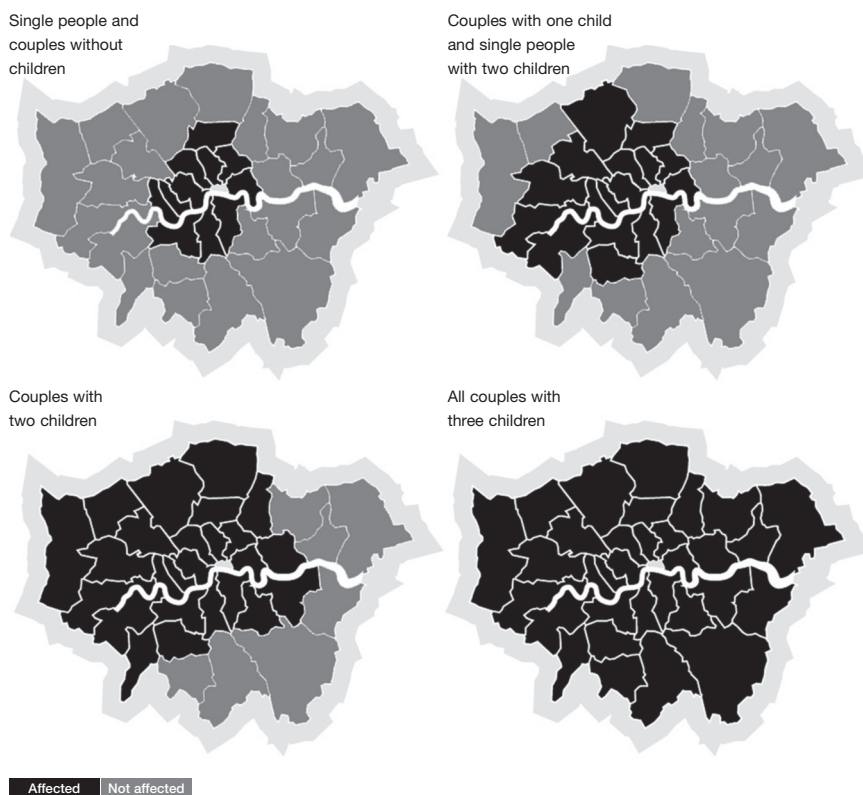 Single people and
couples without
children
Couples with one child
and single people
with two children
Couples with
two children
All couples with
three children
Affected
Not affected